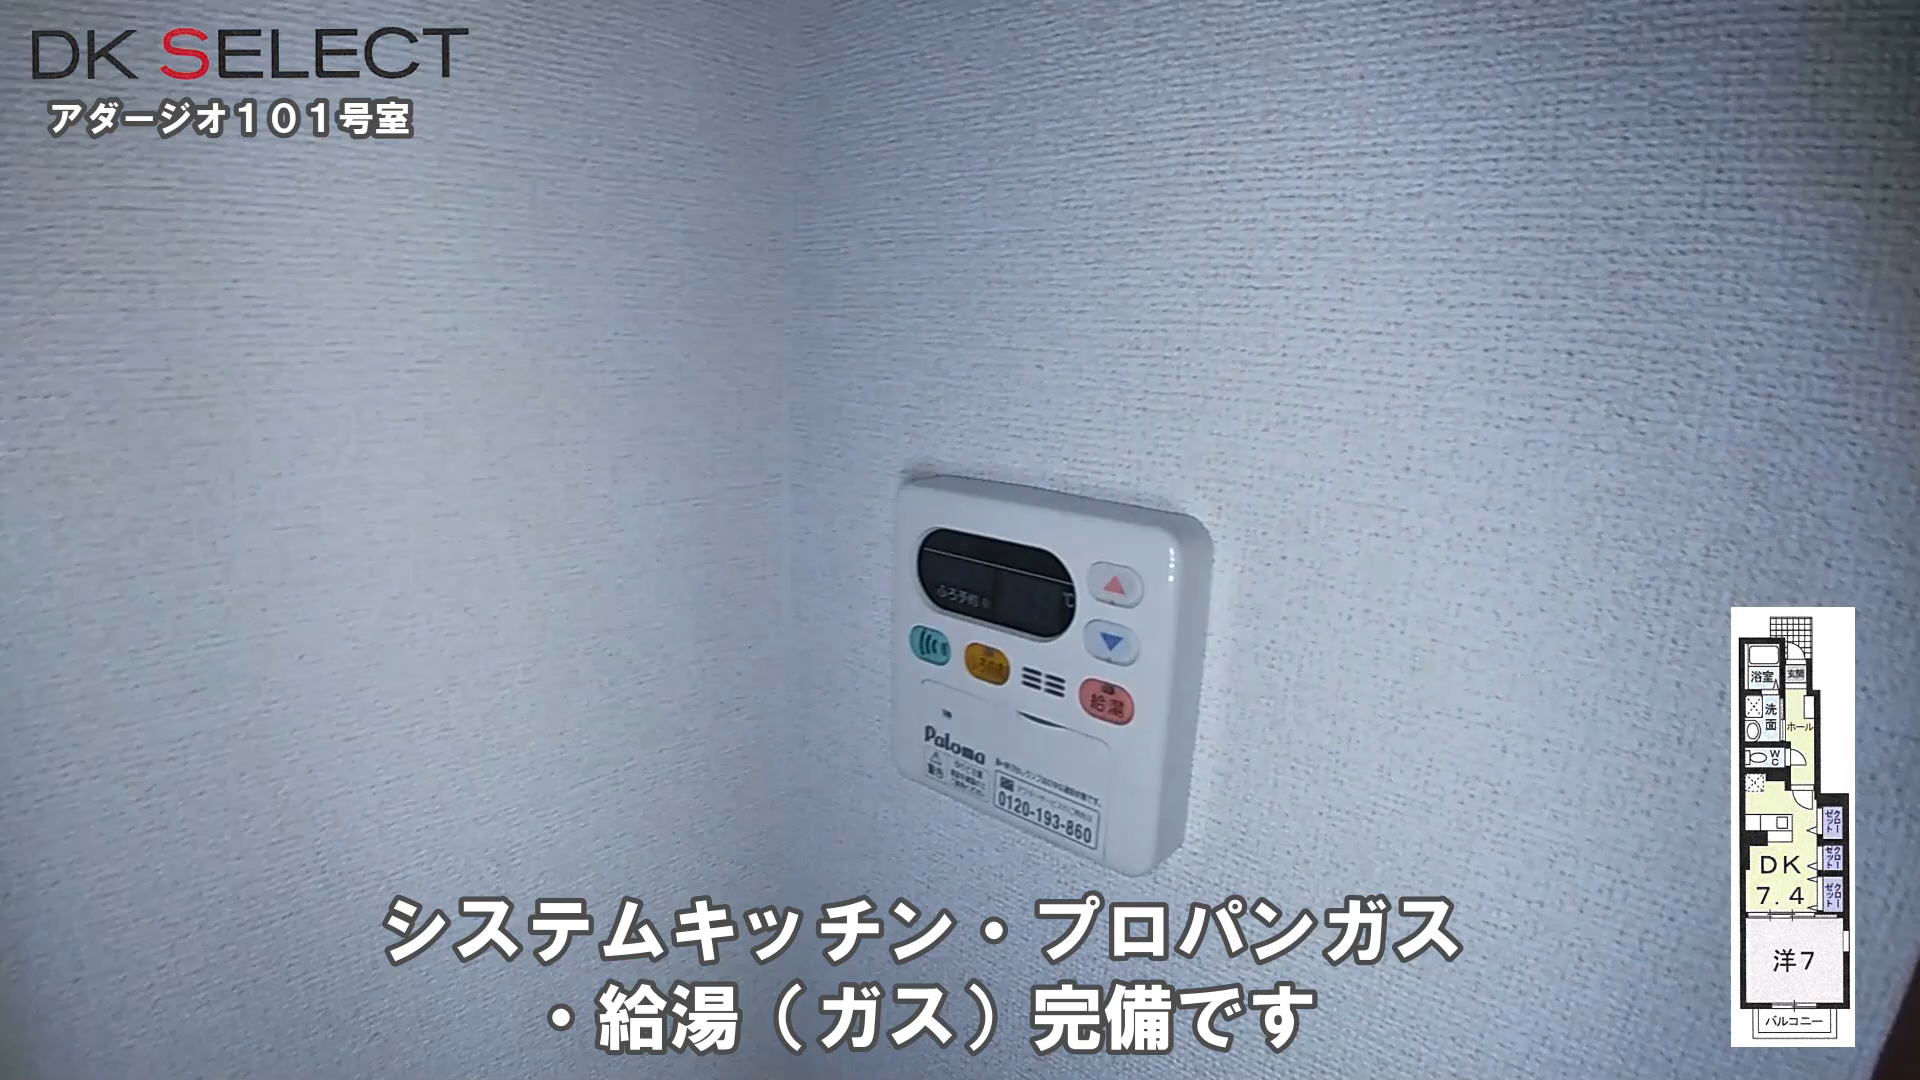 DK SELECT
アダージオ１０１号室
ふろ予約
℃
給湯
Paloma
警告
0120-193-860
浴室
玄関
洗面
ホール
WC
クローゼット
クローゼット
DK
7.4
クローゼット
洋7
バルコニー
システムキッチン・プロパンガス
・給湯（ガス）完備です